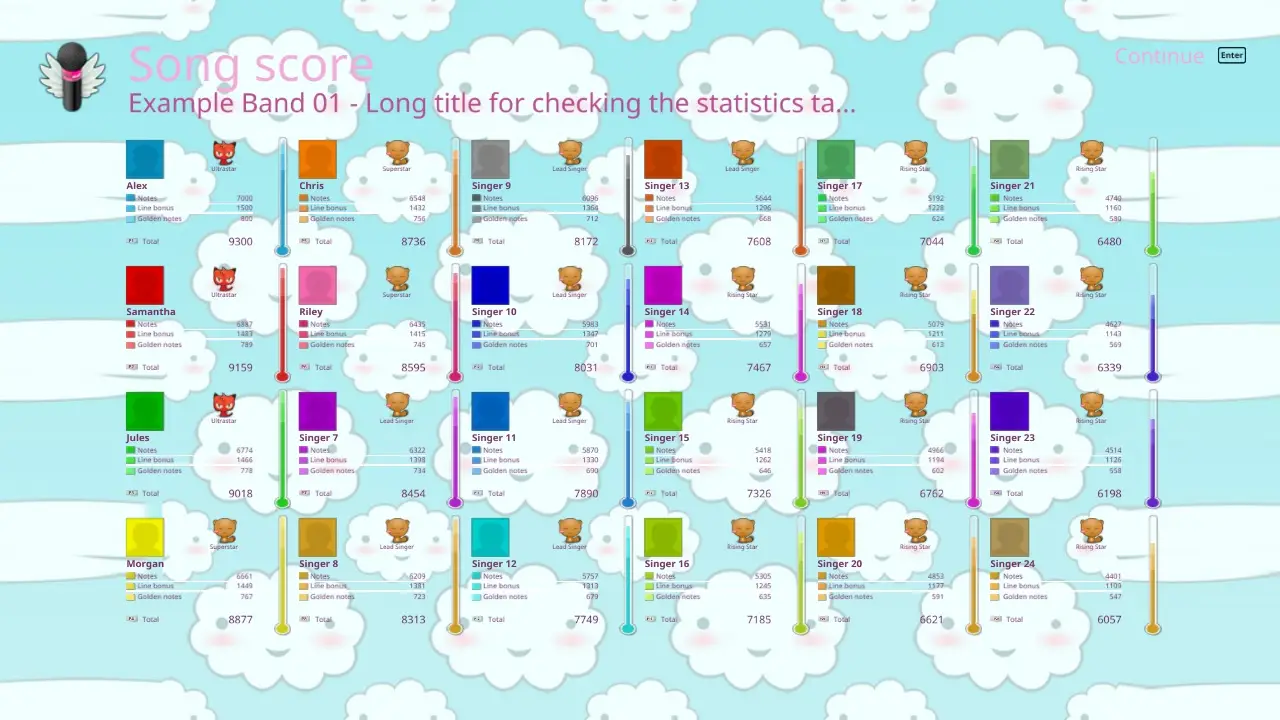 Song score
Continue Enter
Example Band 01 - Long title for checking the statistics ta...
Ultrastar
Alex
Notes 7000
Line bonus 1500
Golden notes 800
Total 9300
Ultrastar
Samantha
Notes 6887
Line bonus 1483
Golden notes 789
Total 9159
Ultrastar
Jules
Notes 6774
Line bonus 1466
Golden notes 778
Total 9018
Superstar
Morgan
Notes 6661
Line bonus 1449
Golden notes 767
Total 8877
Superstar
Chris
Notes 6548
Line bonus 1432
Golden notes 756
Total 8736
Superstar
Riley
Notes 6435
Line bonus 1415
Golden notes 745
Total 8595
Lead Singer
Singer 7
Notes 6322
Line bonus 1398
Golden notes 734
Total 8454
Lead Singer
Singer 8
Notes 6209
Line bonus 1381
Golden notes 723
Total 8313
Lead Singer
Singer 9
Notes 6096
Line bonus 1364
Golden notes 712
Total 8172
Lead Singer
Singer 10
Notes 5983
Line bonus 1347
Golden notes 701
Total 8031
Lead Singer
Singer 11
Notes 5870
Line bonus 1330
Golden notes 690
Total 7890
Lead Singer
Singer 12
Notes 5757
Line bonus 1313
Golden notes 679
Total 7749
Lead Singer
Singer 13
Notes 5644
Line bonus 1296
Golden notes 668
Total 7608
Rising Star
Singer 14
Notes 5531
Line bonus 1279
Golden notes 657
Total 7467
Rising Star
Singer 15
Notes 5418
Line bonus 1262
Golden notes 646
Total 7326
Rising Star
Singer 16
Notes 5305
Line bonus 1245
Golden notes 635
Total 7185
Rising Star
Singer 17
Notes 5192
Line bonus 1228
Golden notes 624
Total 7044
Rising Star
Singer 18
Notes 5079
Line bonus 1211
Golden notes 613
Total 6903
Rising Star
Singer 19
Notes 4966
Line bonus 1194
Golden notes 602
Total 6762
Rising Star
Singer 20
Notes 4853
Line bonus 1177
Golden notes 591
Total 6621
Rising Star
Singer 21
Notes 4740
Line bonus 1160
Golden notes 580
Total 6480
Rising Star
Singer 22
Notes 4627
Line bonus 1143
Golden notes 569
Total 6339
Rising Star
Singer 23
Notes 4514
Line bonus 1126
Golden notes 558
Total 6198
Rising Star
Singer 24
Notes 4401
Line bonus 1109
Golden notes 547
Total 6057